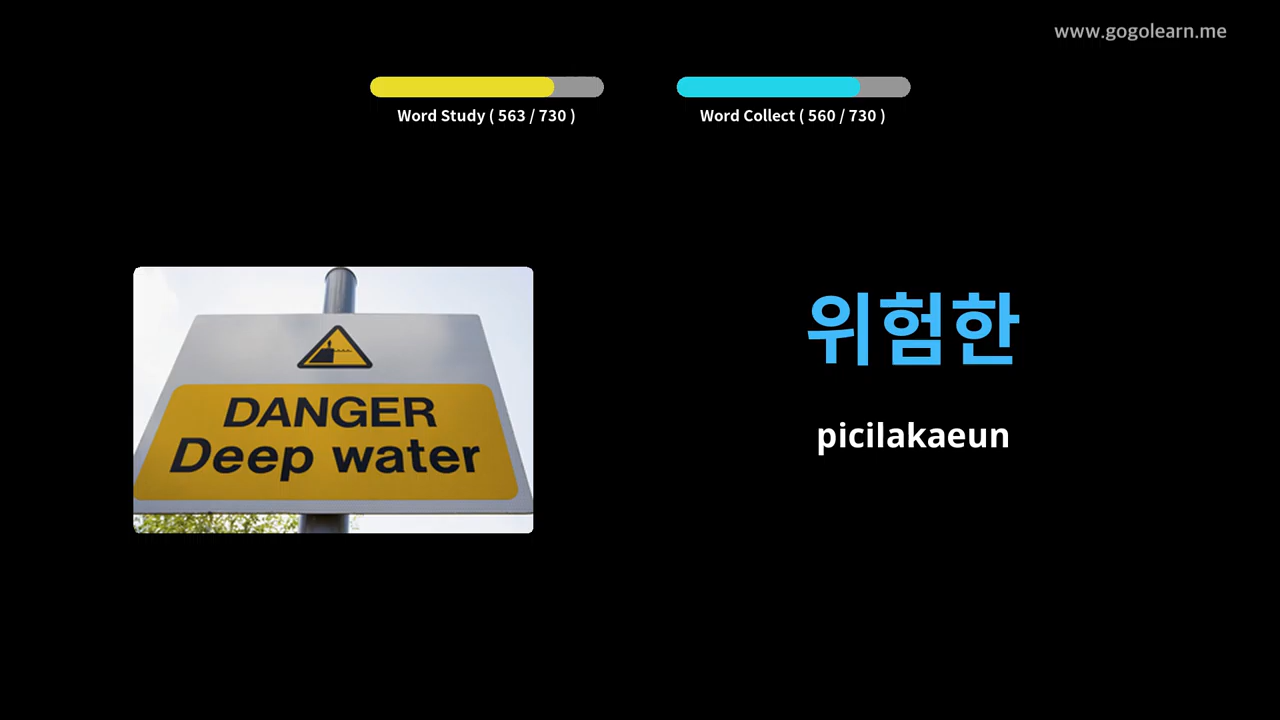 www.gogolearn.me
Word Study ( 563 / 730 )
Word Collect ( 560 / 730 )
DANGER
Deep water
위험한
picilakaeun